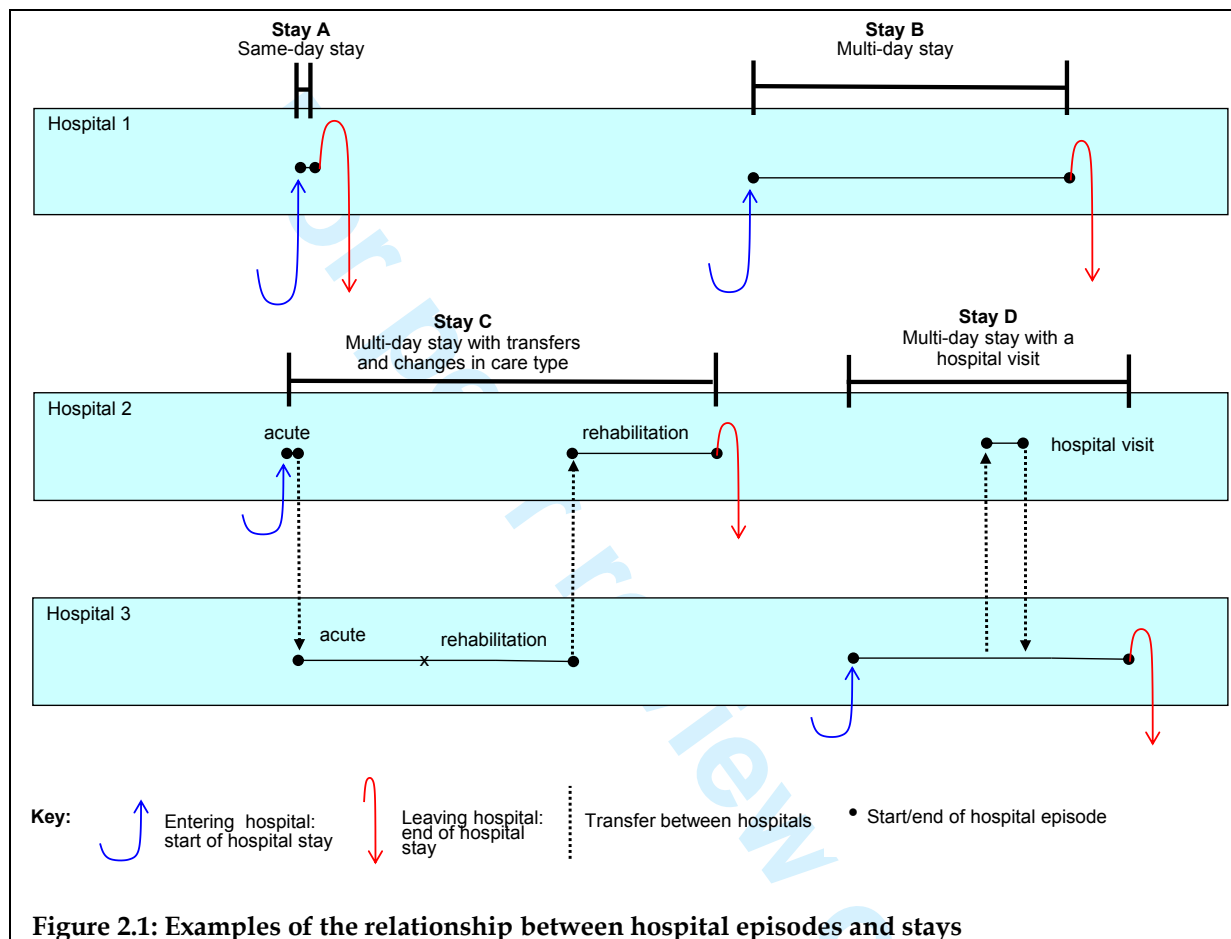 Stay A
Same-day stay
Stay B
Multi-day stay
Hospital 1
Stay C
Multi-day stay with transfers
and changes in care type
Stay D
Multi-day stay with a
hospital visit
Hospital 2
acute
rehabilitation
hospital visit
Hospital 3
acute
x
rehabilitation
Key:
Entering hospital:
start of hospital stay
Leaving hospital:
end of hospital
stay
Transfer between hospitals
Start/end of hospital episode
Figure 2.1: Examples of the relationship between hospital episodes and stays